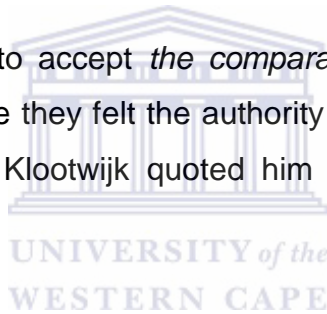 to accept the compara
e they felt the authority
Klootwijk quoted him
UNIVERSITY of the
WESTERN CAPE